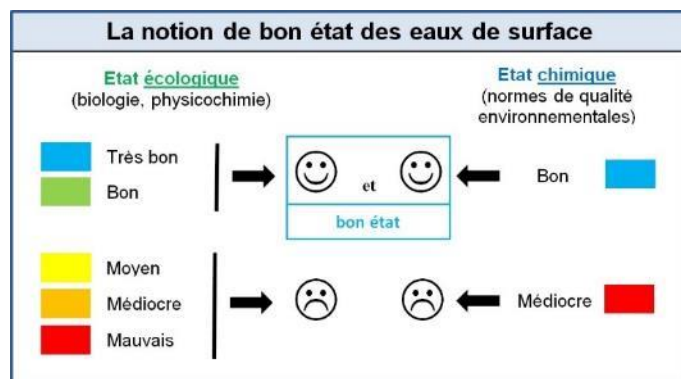 La notion de bon état des eaux de surface
Etat écologique
(biologie, physicochimie)
Etat chimique
(normes de qualité
environnementales)
Très bon
Bon
et
bon état
Bon
Moyen
Médiocre
Mauvais
Médiocre